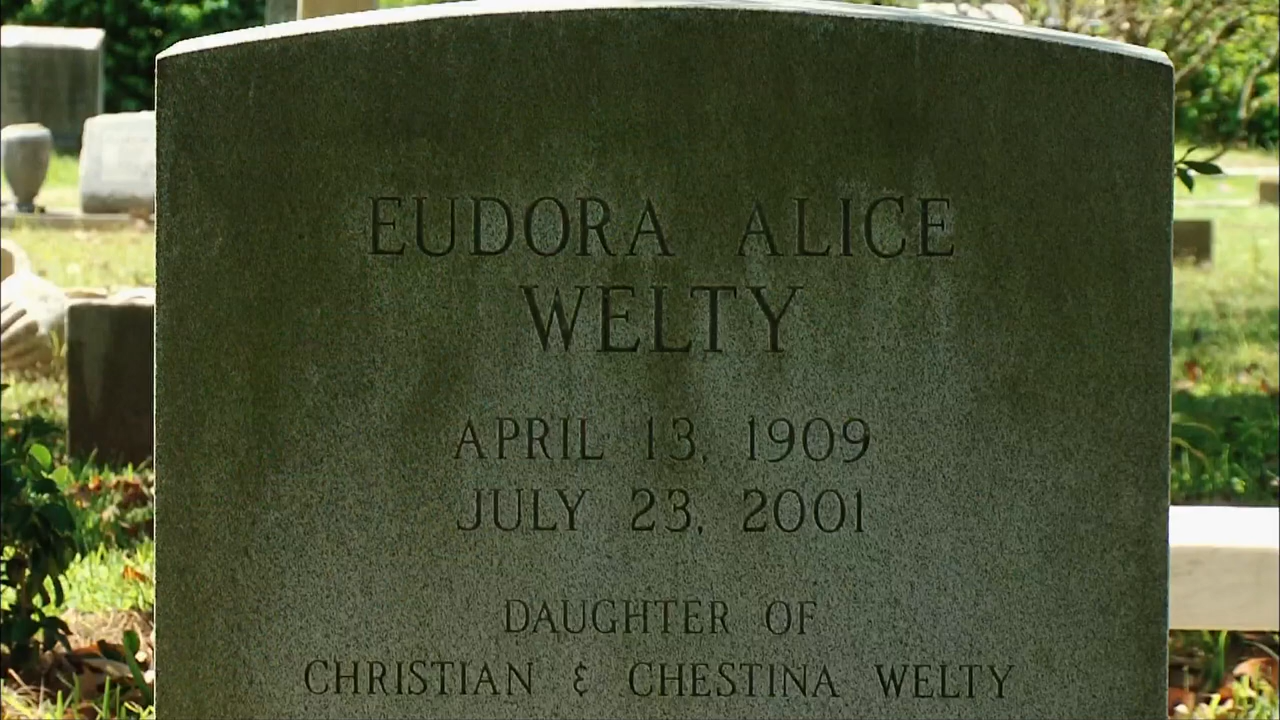 EUDORA ALICE
WELTY
APRIL 13, 1909
JULY 23, 2001
DAUGHTER OF
CHRISTIAN & CHESTINA WELTY